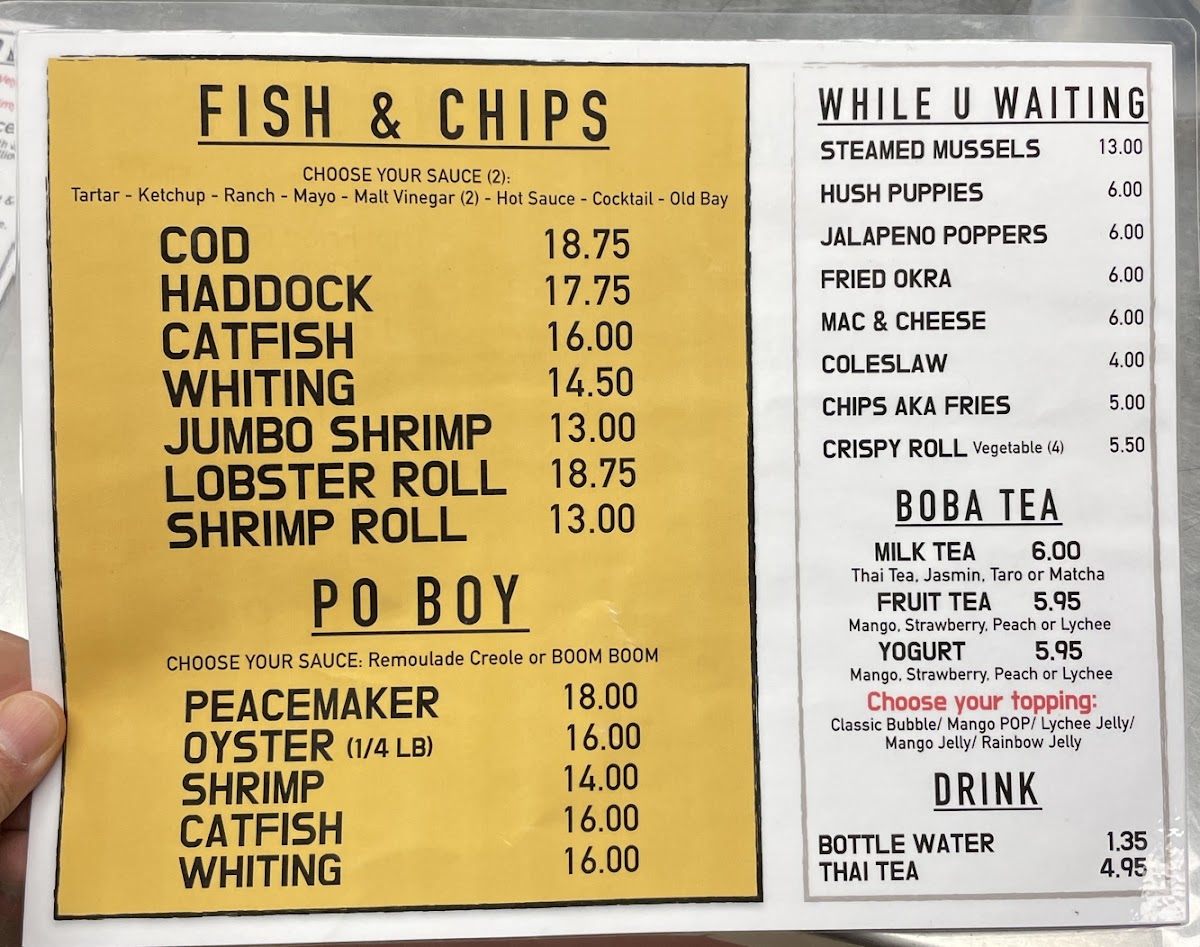 FISH & CHIPS
CHOOSE YOUR SAUCE (2):
Tartar - Ketchup - Ranch - Mayo - Malt Vinegar (2) - Hot Sauce - Cocktail - Old Bay
COD 18.75
HADDOCK 17.75
CATFISH 16.00
WHITING 14.50
JUMBO SHRIMP 13.00
LOBSTER ROLL 18.75
SHRIMP ROLL 13.00
PO BOY
CHOOSE YOUR SAUCE: Remoulade Creole or BOOM BOOM
PEACEMAKER 18.00
OYSTER (1/4 LB) 16.00
SHRIMP 14.00
CATFISH 16.00
WHITING 16.00
WHILE U WAITING
STEAMED MUSSELS 13.00
HUSH PUPPIES 6.00
JALAPENO POPPERS 6.00
FRIED OKRA 6.00
MAC & CHEESE 6.00
COLESLAW 4.00
CHIPS AKA FRIES 5.00
CRISPY ROLL Vegetable (4) 5.50
BOBA TEA
MILK TEA 6.00
Thai Tea, Jasmin, Taro or Matcha
FRUIT TEA 5.95
Mango, Strawberry, Peach or Lychee
YOGURT 5.95
Mango, Strawberry, Peach or Lychee
Choose your topping:
Classic Bubble/ Mango POP/ Lychee Jelly/
Mango Jelly/ Rainbow Jelly
DRINK
BOTTLE WATER 1.35
THAI TEA 4.95